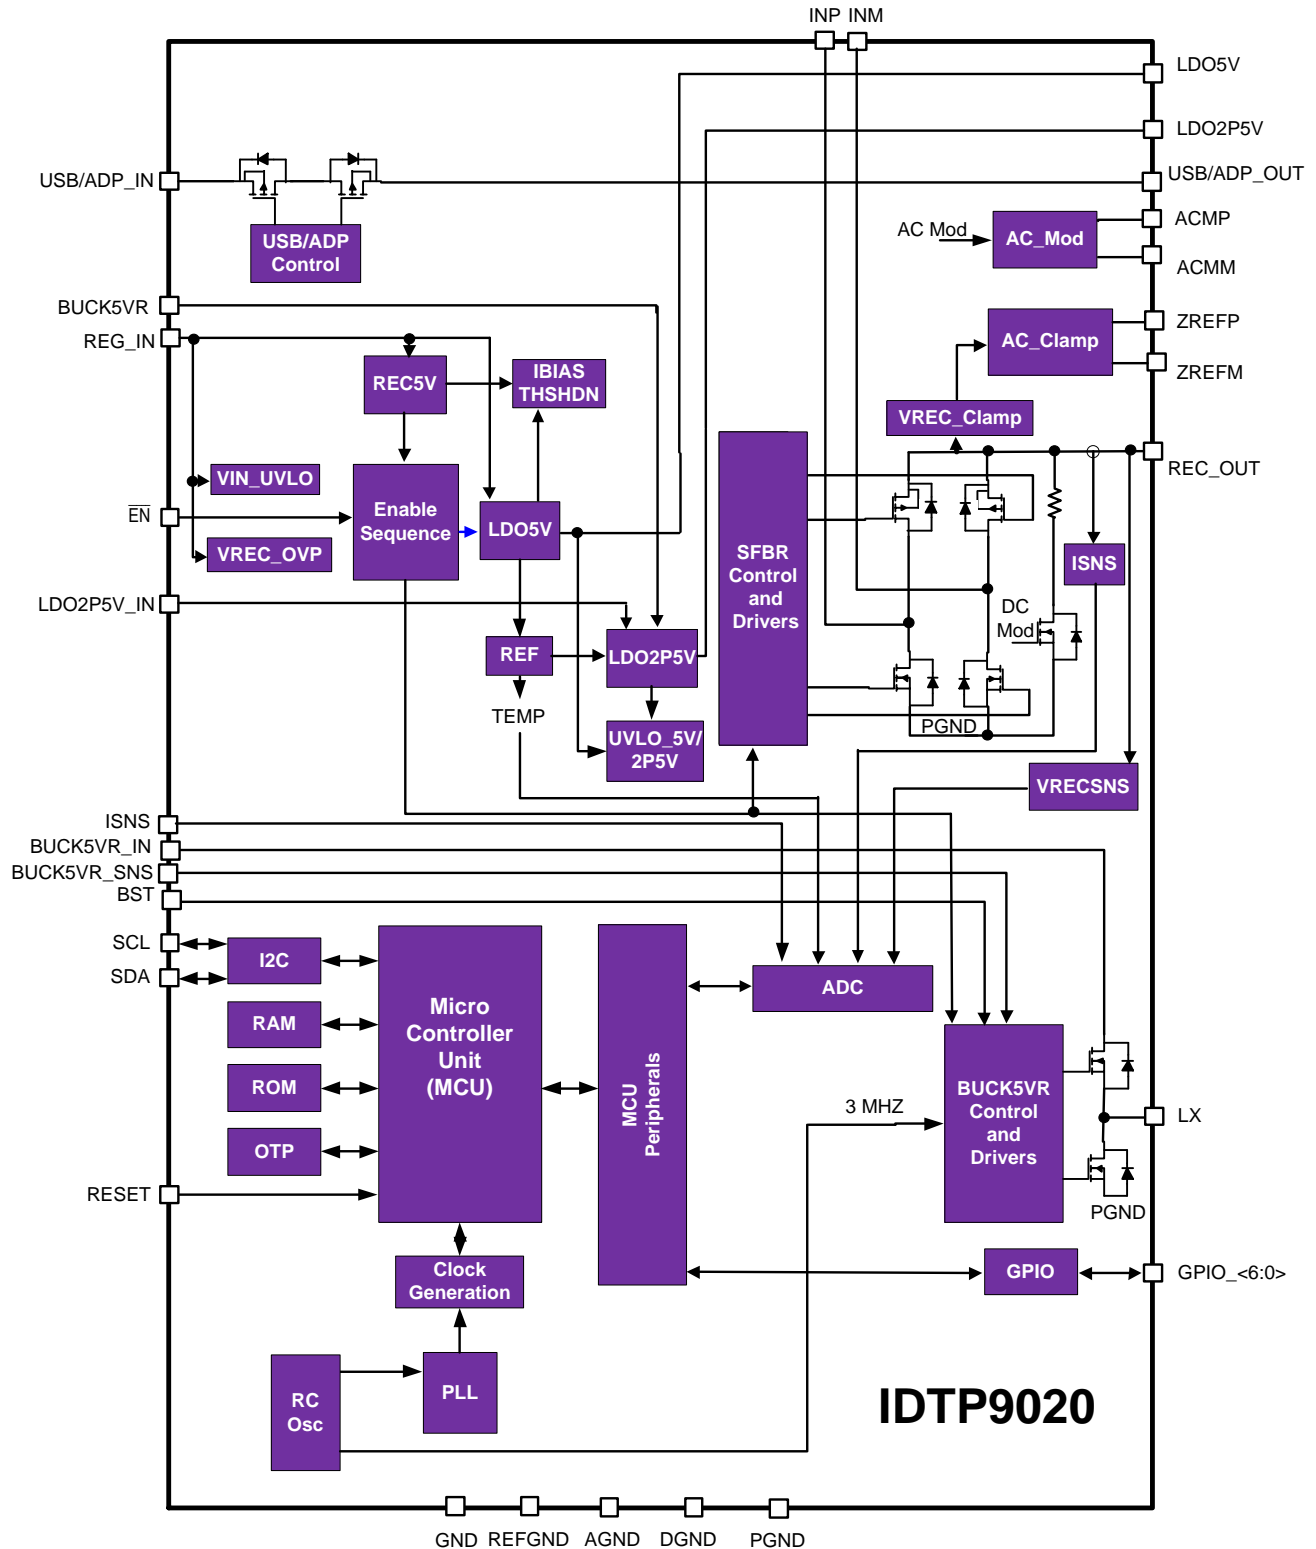 INP INM
LDO5V
LDO2P5V
USB/ADP_IN
USB/ADP_OUT
USB/ADP
Control
ACMP
AC Mod
AC_Mod
ACMM
BUCK5VR
REG_IN
ZREFP
AC_Clamp
ZREFM
REC5V
IBIAS
THSHDN
VREC_Clamp
REC_OUT
VIN_UVLO
EN
Enable
Sequence
LDO5V
VREC_OVP
SFBR
Control
and
Drivers
ISNS
LDO2P5V_IN
DC
Mod
REF
LDO2P5V
TEMP
PGND
UVLO_5V/
2P5V
VRECSNS
ISNS
BUCK5VR_IN
BUCK5VR_SNS
BST
SCL
SDA
I2C
RAM
ROM
OTP
Micro
Controller
Unit
(MCU)
MCU
Peripherals
ADC
3 MHZ
BUCK5VR
Control
and
Drivers
LX
RESET
PGND
Clock
Generation
GPIO
GPIO_<6:0>
RC
Osc
PLL
IDTP9020
GND REFGND AGND DGND PGND